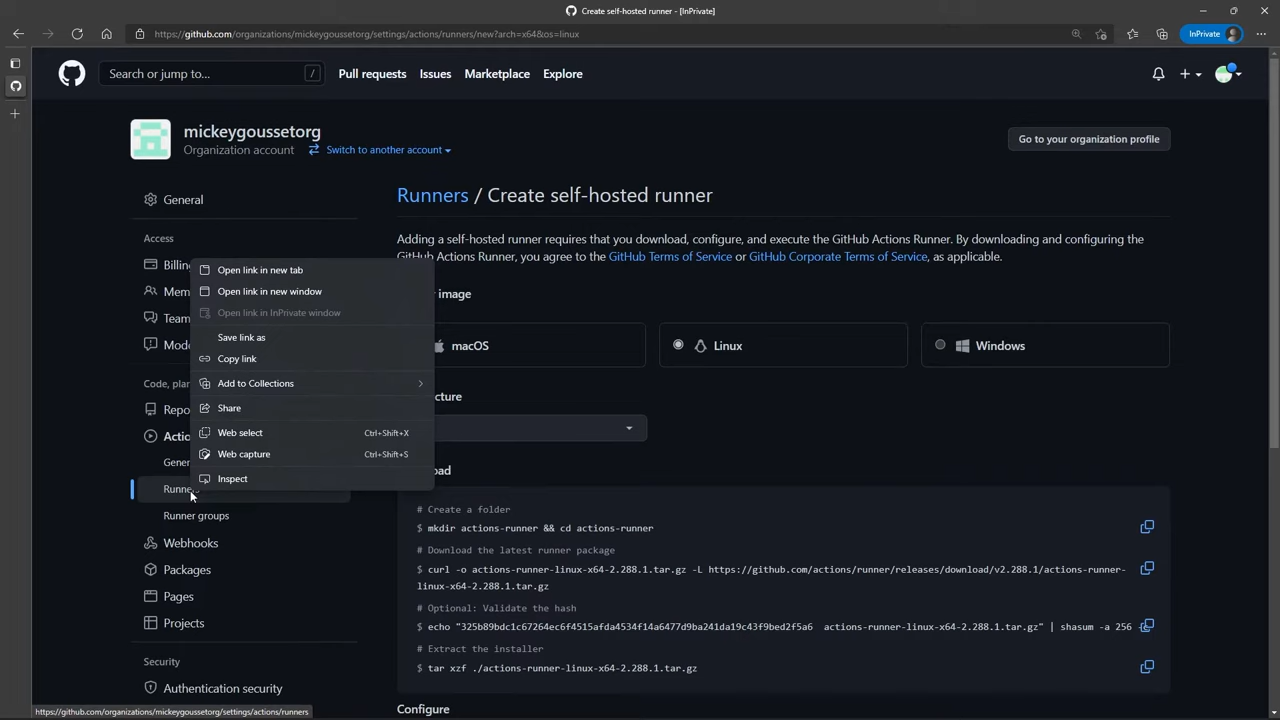 Create self-hosted runner - [InPrivate]
https://github.com/organizations/mickeygoussetorg/settings/actions/runners/new?arch=x64&os=linux
InPrivate
Search or jump to...
/
Pull requests
Issues
Marketplace
Explore
mickeygoussetorg
Organization account
Switch to another account
Go to your organization profile
General
Access
Billin
Mem
Team
Mode
Code, plan
Repo
Actio
Gener
Runners
Runner groups
Webhooks
Packages
Pages
Projects
Security
Authentication security
Open link in new tab
Open link in new window
Open link in InPrivate window
Save link as
Copy link
Add to Collections
Share
Web select Ctrl+Shift+X
Web capture Ctrl+Shift+S
Inspect
Runners / Create self-hosted runner
Adding a self-hosted runner requires that you download, configure, and execute the GitHub Actions Runner. By downloading and configuring the
GitHub Actions Runner, you agree to the GitHub Terms of Service or GitHub Corporate Terms of Service, as applicable.
r image
macOS
Linux
Windows
cture
oad
# Create a folder
$ mkdir actions-runner && cd actions-runner
# Download the latest runner package
$ curl -o actions-runner-linux-x64-2.288.1.tar.gz -L https://github.com/actions/runner/releases/download/v2.288.1/actions-runner-
linux-x64-2.288.1.tar.gz
# Optional: Validate the hash
$ echo "325b89bdc1c67264ec6f4515afda4534f14a6477d9ba241da19c43f9bed2f5a6  actions-runner-linux-x64-2.288.1.tar.gz" | shasum -a 256
# Extract the installer
$ tar xzf ./actions-runner-linux-x64-2.288.1.tar.gz
Configure
https://github.com/organizations/mickeygoussetorg/settings/actions/runners